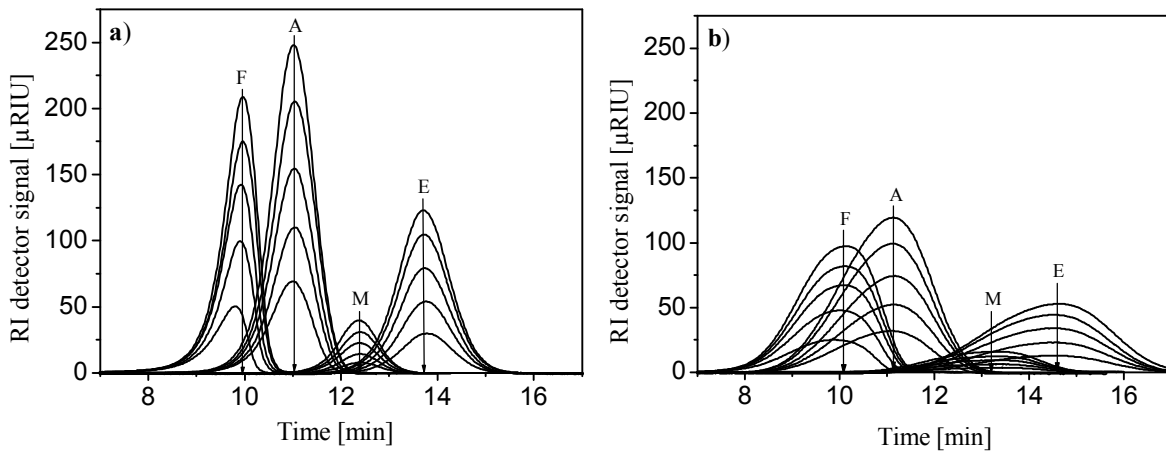 a)
F
A
M
E
250
200
150
100
50
0
8 10 12 14 16
Time [min]
RI detector signal [µRIU]
b)
F
A
M
E
250
200
150
100
50
0
8 10 12 14 16
Time [min]
RI detector signal [µRIU]